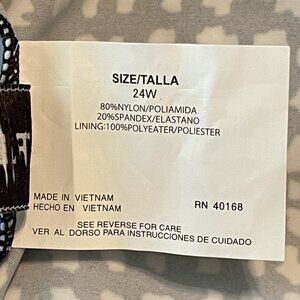 SIZE/TALLA
24W
80%NYLON/POLIAMIDA
20%SPANDEX/ELASTANO
LINING:100%POLYEATER/POLIESTER
MADE IN VIETNAM
HECHO EN VIETNAM
RN 40168
SEE REVERSE FOR CARE
VER AL DORSO PARA INSTRUCCIONES DE CUIDADO